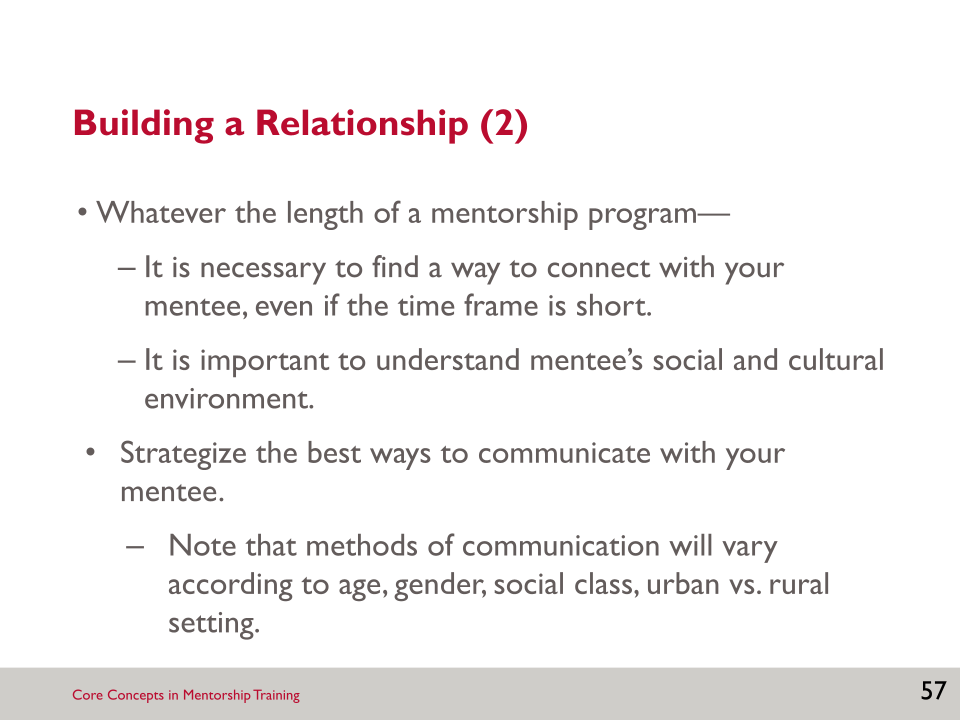 Building a Relationship (2)
• Whatever the length of a mentorship program—
– It is necessary to find a way to connect with your
mentee, even if the time frame is short.
– It is important to understand mentee’s social and cultural
environment.
• Strategize the best ways to communicate with your
mentee.
– Note that methods of communication will vary
according to age, gender, social class, urban vs. rural
setting.
Core Concepts in Mentorship Training
57